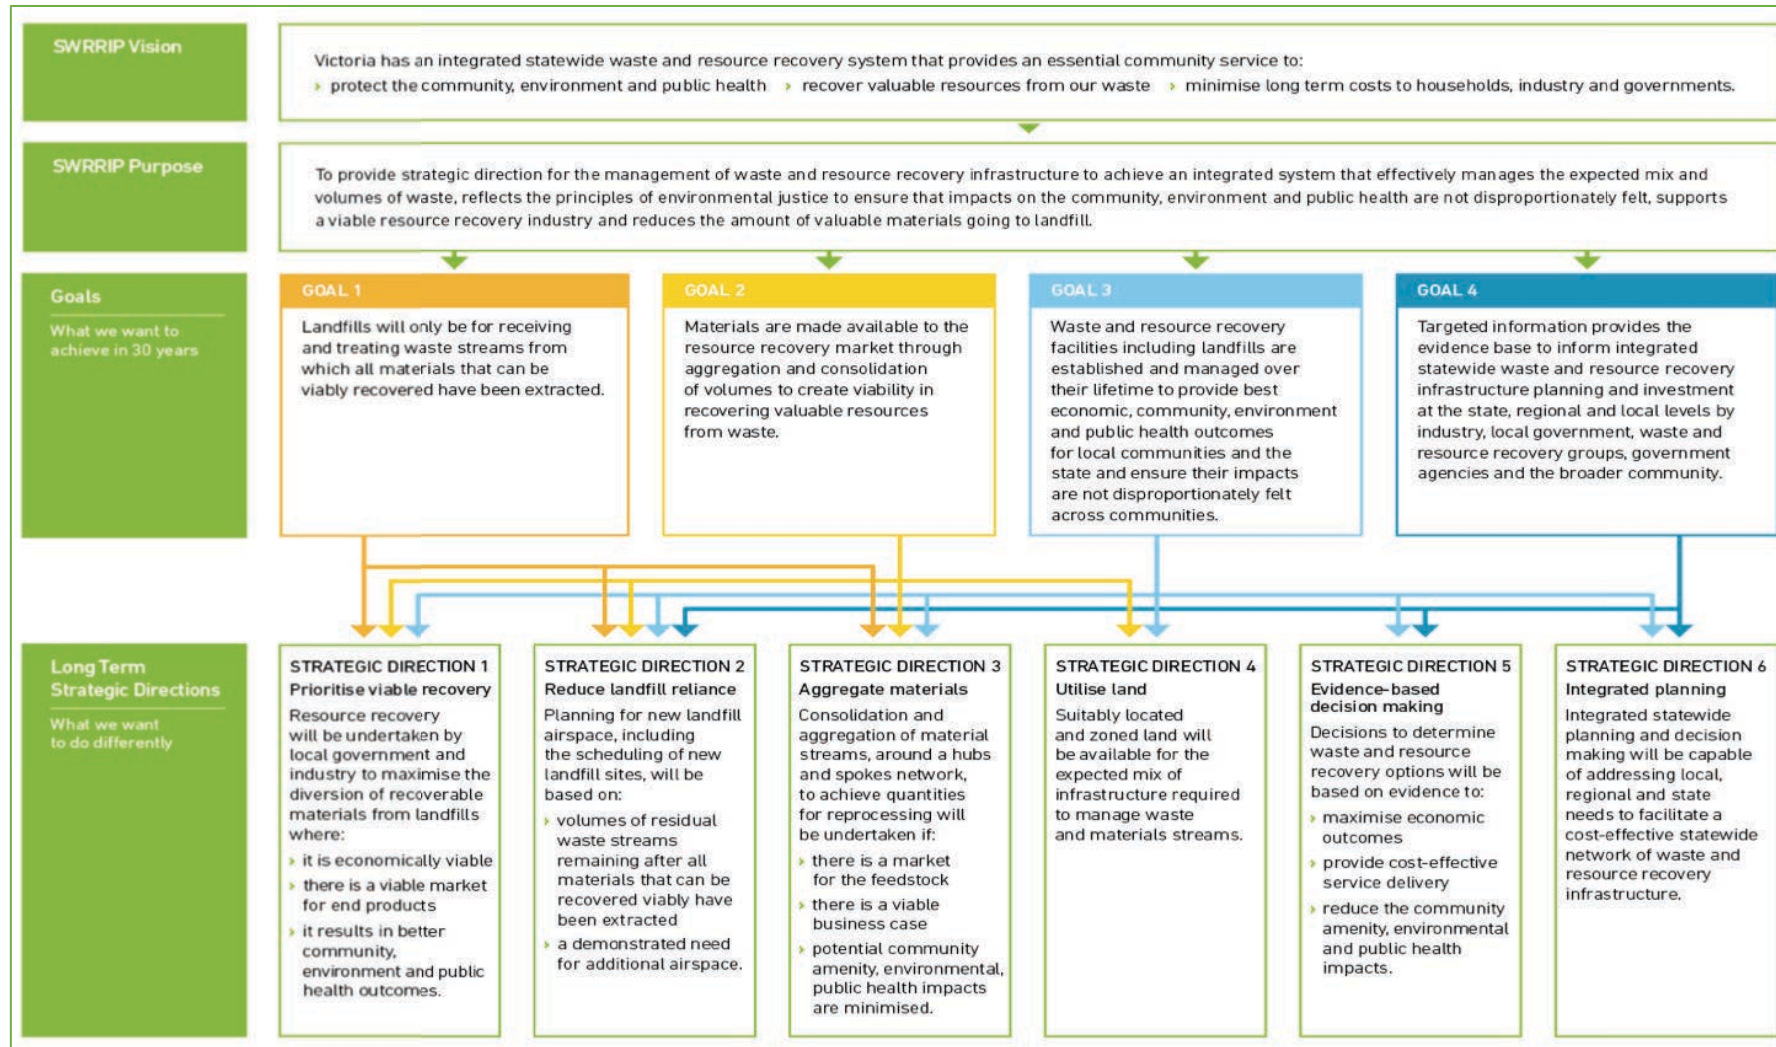 SWRRIP Vision
Victoria has an integrated statewide waste and resource recovery system that provides an essential community service to:
› protect the community, environment and public health › recover valuable resources from our waste › minimise long term costs to households, industry and governments.
SWRRIP Purpose
To provide strategic direction for the management of waste and resource recovery infrastructure to achieve an integrated system that effectively manages the expected mix and
volumes of waste, reflects the principles of environmental justice to ensure that impacts on the community, environment and public health are not disproportionately felt, supports
a viable resource recovery industry and reduces the amount of valuable materials going to landfill.
Goals
What we want to
achieve in 30 years
GOAL 1
Landfills will only be for receiving
and treating waste streams from
which all materials that can be
viably recovered have been extracted.
GOAL 2
Materials are made available to the
resource recovery market through
aggregation and consolidation
of volumes to create viability in
recovering valuable resources
from waste.
GOAL 3
Waste and resource recovery
facilities including landfills are
established and managed over
their lifetime to provide best
economic, community, environment
and public health outcomes
for local communities and the
state and ensure their impacts
are not disproportionately felt
across communities.
GOAL 4
Targeted information provides the
evidence base to inform integrated
statewide waste and resource recovery
infrastructure planning and investment
at the state, regional and local levels by
industry, local government, waste and
resource recovery groups, government
agencies and the broader community.
Long Term
Strategic Directions
What we want
to do differently
STRATEGIC DIRECTION 1
Prioritise viable recovery
Resource recovery
will be undertaken by
local government and
industry to maximise the
diversion of recoverable
materials from landfills
where:
› it is economically viable
› there is a viable market
for end products
› it results in better
community,
environment and public
health outcomes.
STRATEGIC DIRECTION 2
Reduce landfill reliance
Planning for new landfill
airspace, including
the scheduling of new
landfill sites, will be
based on:
› volumes of residual
waste streams
remaining after all
materials that can be
recovered viably have
been extracted
› a demonstrated need
for additional airspace.
STRATEGIC DIRECTION 3
Aggregate materials
Consolidation and
aggregation of material
streams, around a hubs
and spokes network,
to achieve quantities
for reprocessing will
be undertaken if:
› there is a market
for the feedstock
› there is a viable
business case
› potential community
amenity, environmental,
public health impacts
are minimised.
STRATEGIC DIRECTION 4
Utilise land
Suitably located
and zoned land will
be available for the
expected mix of
infrastructure required
to manage waste
and materials streams.
STRATEGIC DIRECTION 5
Evidence-based
decision making
Decisions to determine
waste and resource
recovery options will be
based on evidence to:
› maximise economic
outcomes
› provide cost-effective
service delivery
› reduce the community
amenity, environmental
and public health
impacts.
STRATEGIC DIRECTION 6
Integrated planning
Integrated statewide
planning and decision
making will be capable
of addressing local,
regional and state
needs to facilitate a
cost-effective statewide
network of waste and
resource recovery
infrastructure.